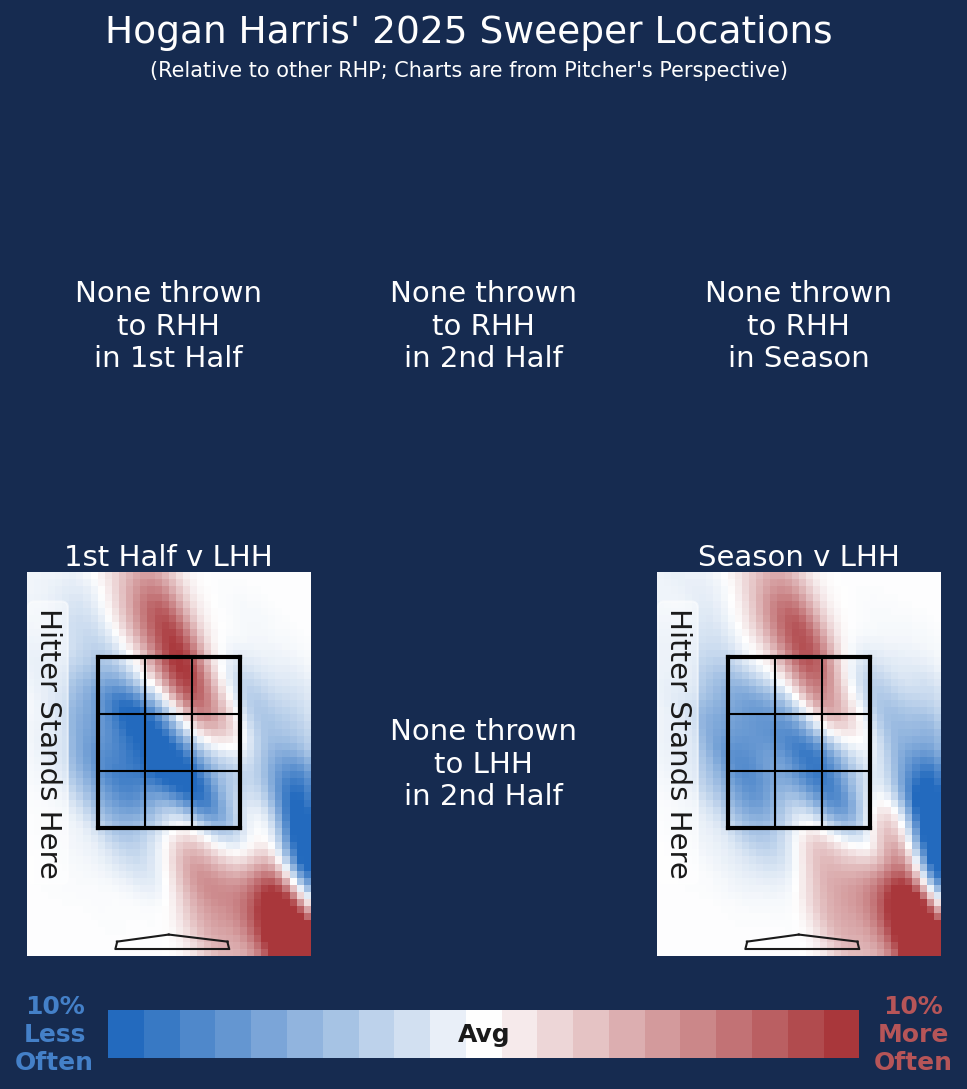 Hogan Harris' 2025 Sweeper Locations
(Relative to other RHP; Charts are from Pitcher's Perspective)
None thrown
to RHH
in 1st Half
None thrown
to RHH
in 2nd Half
None thrown
to RHH
in Season
1st Half v LHH
Hitter Stands Here
None thrown
to LHH
in 2nd Half
Season v LHH
Hitter Stands Here
10%
Less
Often
Avg
10%
More
Often